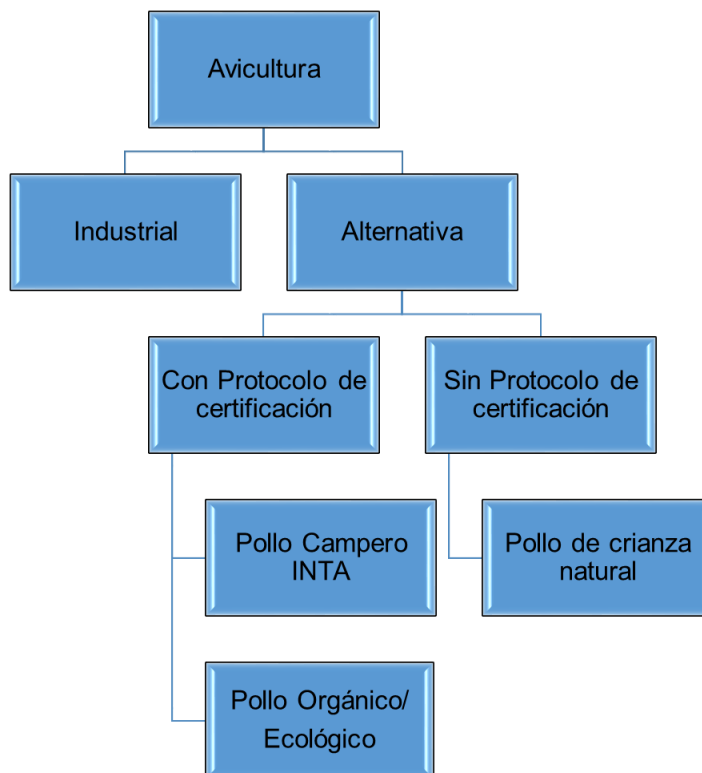 Avicultura
Industrial
Alternativa
Con Protocolo de
certificación
Sin Protocolo de
certificación
Pollo Campero
INTA
Pollo de crianza
natural
Pollo Orgánico/
Ecológico